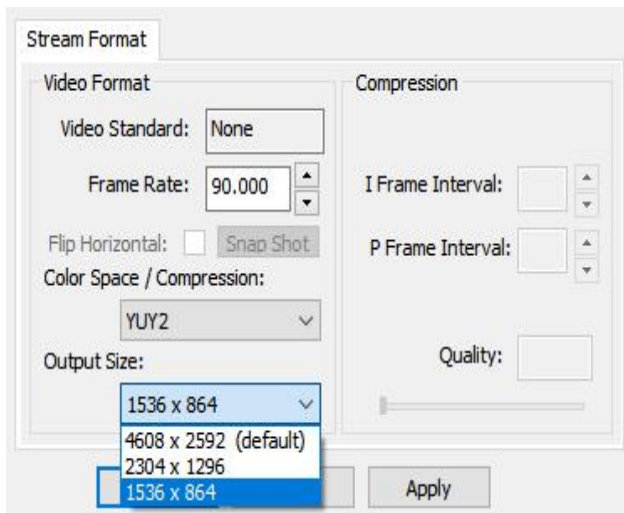 Stream Format
Video Format
Video Standard: None
Frame Rate: 90.000
Flip Horizontal: Snap Shot
Color Space / Compression:
YUY2
Output Size:
1536 x 864
4608 x 2592 (default)
2304 x 1296
1536 x 864
Compression
I Frame Interval:
P Frame Interval:
Quality:
Apply